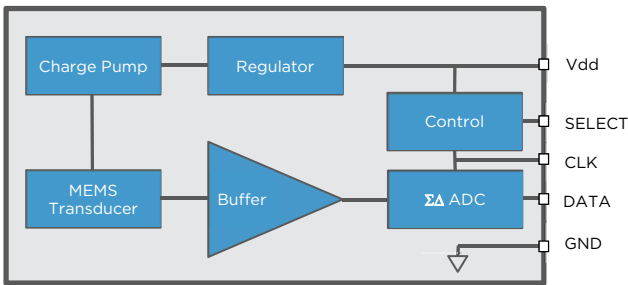 Charge Pump
Regulator
Vdd
Control
SELECT
CLK
MEMS
Transducer
Buffer
ΣΔ ADC
DATA
GND